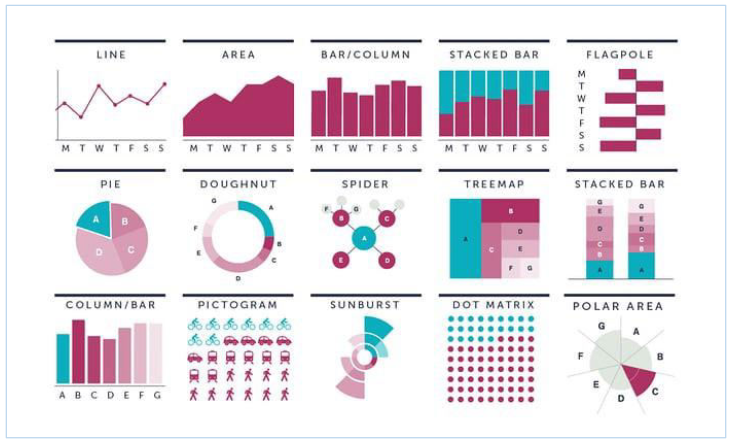 LINE
M T W T F S S
AREA
M T W T F S S
BAR/COLUMN
M T W T F S S
STACKED BAR
M T W T F S S
FLAGPOLE
M
T
W
T
F
S
S
PIE
A
B
C
D
DOUGHNUT
G
A
F
B
E
C
D
SPIDER
F
G
B
C
A
E
D
TREEMAP
B
A
D
C
E
F
G
STACKED BAR
G
E
D
C
B
A
G
E
D
C
B
A
COLUMN/BAR
A B C D E F G
PICTOGRAM
SUNBURST
DOT MATRIX
POLAR AREA
G
A
F
B
E
C
D